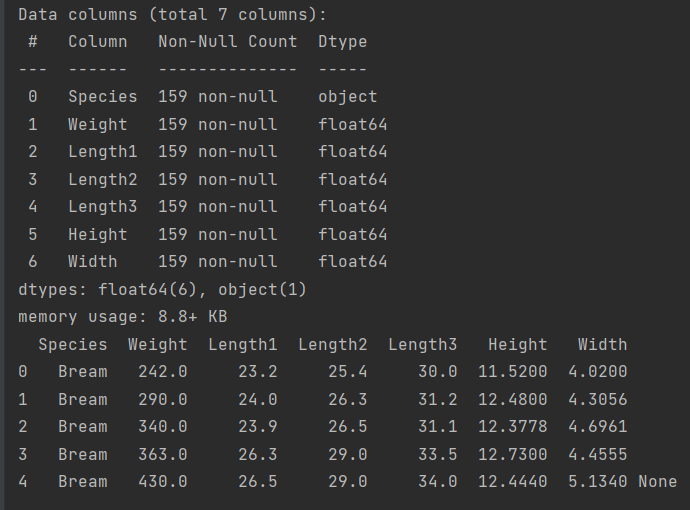 Data columns (total 7 columns):
 #   Column   Non-Null Count  Dtype
---  ------   --------------  -----
 0   Species  159 non-null    object
 1   Weight   159 non-null    float64
 2   Length1  159 non-null    float64
 3   Length2  159 non-null    float64
 4   Length3  159 non-null    float64
 5   Height   159 non-null    float64
 6   Width    159 non-null    float64
dtypes: float64(6), object(1)
memory usage: 8.8+ KB
  Species  Weight  Length1  Length2  Length3   Height   Width
0   Bream   242.0     23.2     25.4     30.0  11.5200  4.0200
1   Bream   290.0     24.0     26.3     31.2  12.4800  4.3056
2   Bream   340.0     23.9     26.5     31.1  12.3778  4.6961
3   Bream   363.0     26.3     29.0     33.5  12.7300  4.4555
4   Bream   430.0     26.5     29.0     34.0  12.4440  5.1340 None